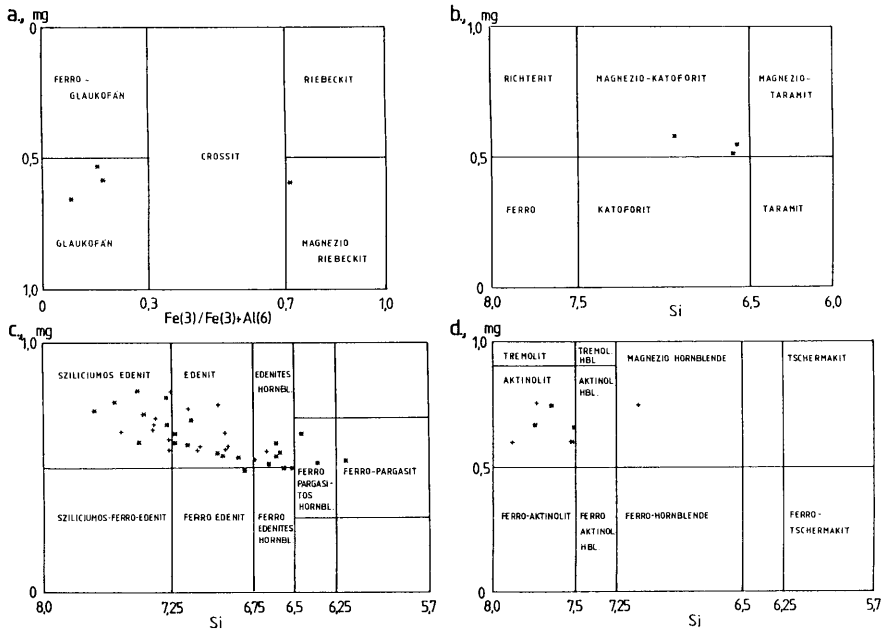 a., mg
0
0,5
1,0
FERRO -
GLAUKOFÁN
GLAUKOFÁN
CROSSIT
RIEBECKIT
MAGNEZIO
RIEBECKIT
0 0,3 0,7 1,0
Fe(3)/Fe(3)+Al(6)
b., mg
1,0
0,5
0
RICHTERIT
MAGNEZIO-KATOFORIT
MAGNEZIO-
TARAMIT
FERRO
KATOFORIT
TARAMIT
8,0 7,5 6,5 6,0
Si
c., mg
1,0
0,5
0
SZILICIUMOS EDENIT
EDENIT
EDENITES
HORNBL.
SZILICIUMOS-FERRO-EDENIT
FERRO EDENIT
FERRO
EDENITES
HORNBL
FERRO
PARGASI-
TOS
HORNBL.
FERRO-PARGASIT
8,0 7,25 6,75 6,5 6,25 5,7
Si
d., mg
1,0
0,5
0
TREMOLIT
TREMOL.
HBL
MAGNEZIO HORNBLENDE
TSCHERMAKIT
AKTINOLIT
AKTINOL
HBL.
FERRO-AKTINOLIT
FERRO
AKTINOL
HBL.
FERRO-HORNBLENDE
FERRO-
TSCHERMAKIT
8,0 7,5 7,25 6,5 6,25 5,7
Si